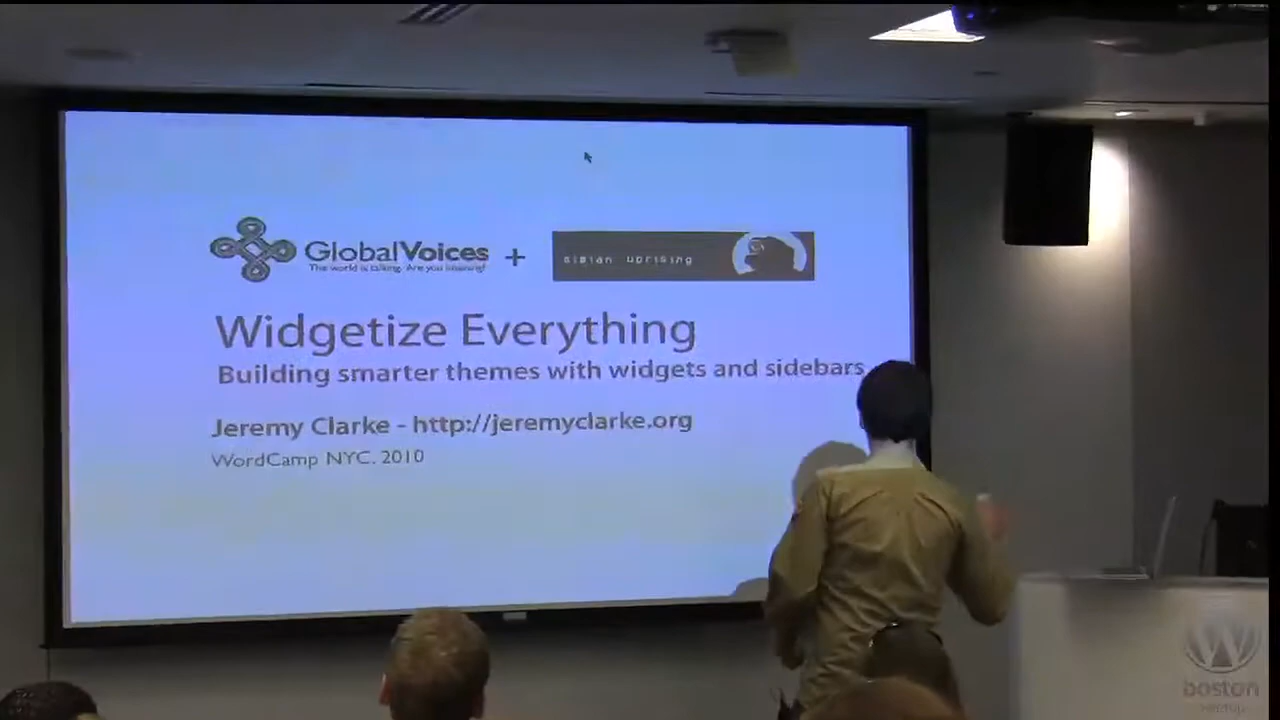 GlobalVoices +
The world is talking. Are you listening?
simian uprising
Widgetize Everything
Building smarter themes with widgets and sidebars
Jeremy Clarke - http://jeremyclarke.org
WordCamp NYC, 2010
boston
meetup